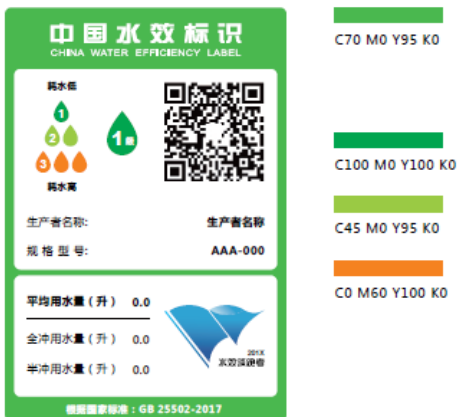 中国水效标识
CHINA WATER EFFICIENCY LABEL
耗水低
1
2
3
耗水高
1级
生产者名称: 生产者名称
规格型号: AAA-000
平均用水量(升) 0.0
全冲用水量(升) 0.0
半冲用水量(升) 0.0
201X
水效领跑者
根据国家标准:GB 25502-2017
C70 M0 Y95 K0
C100 M0 Y100 K0
C45 M0 Y95 K0
C0 M60 Y100 K0